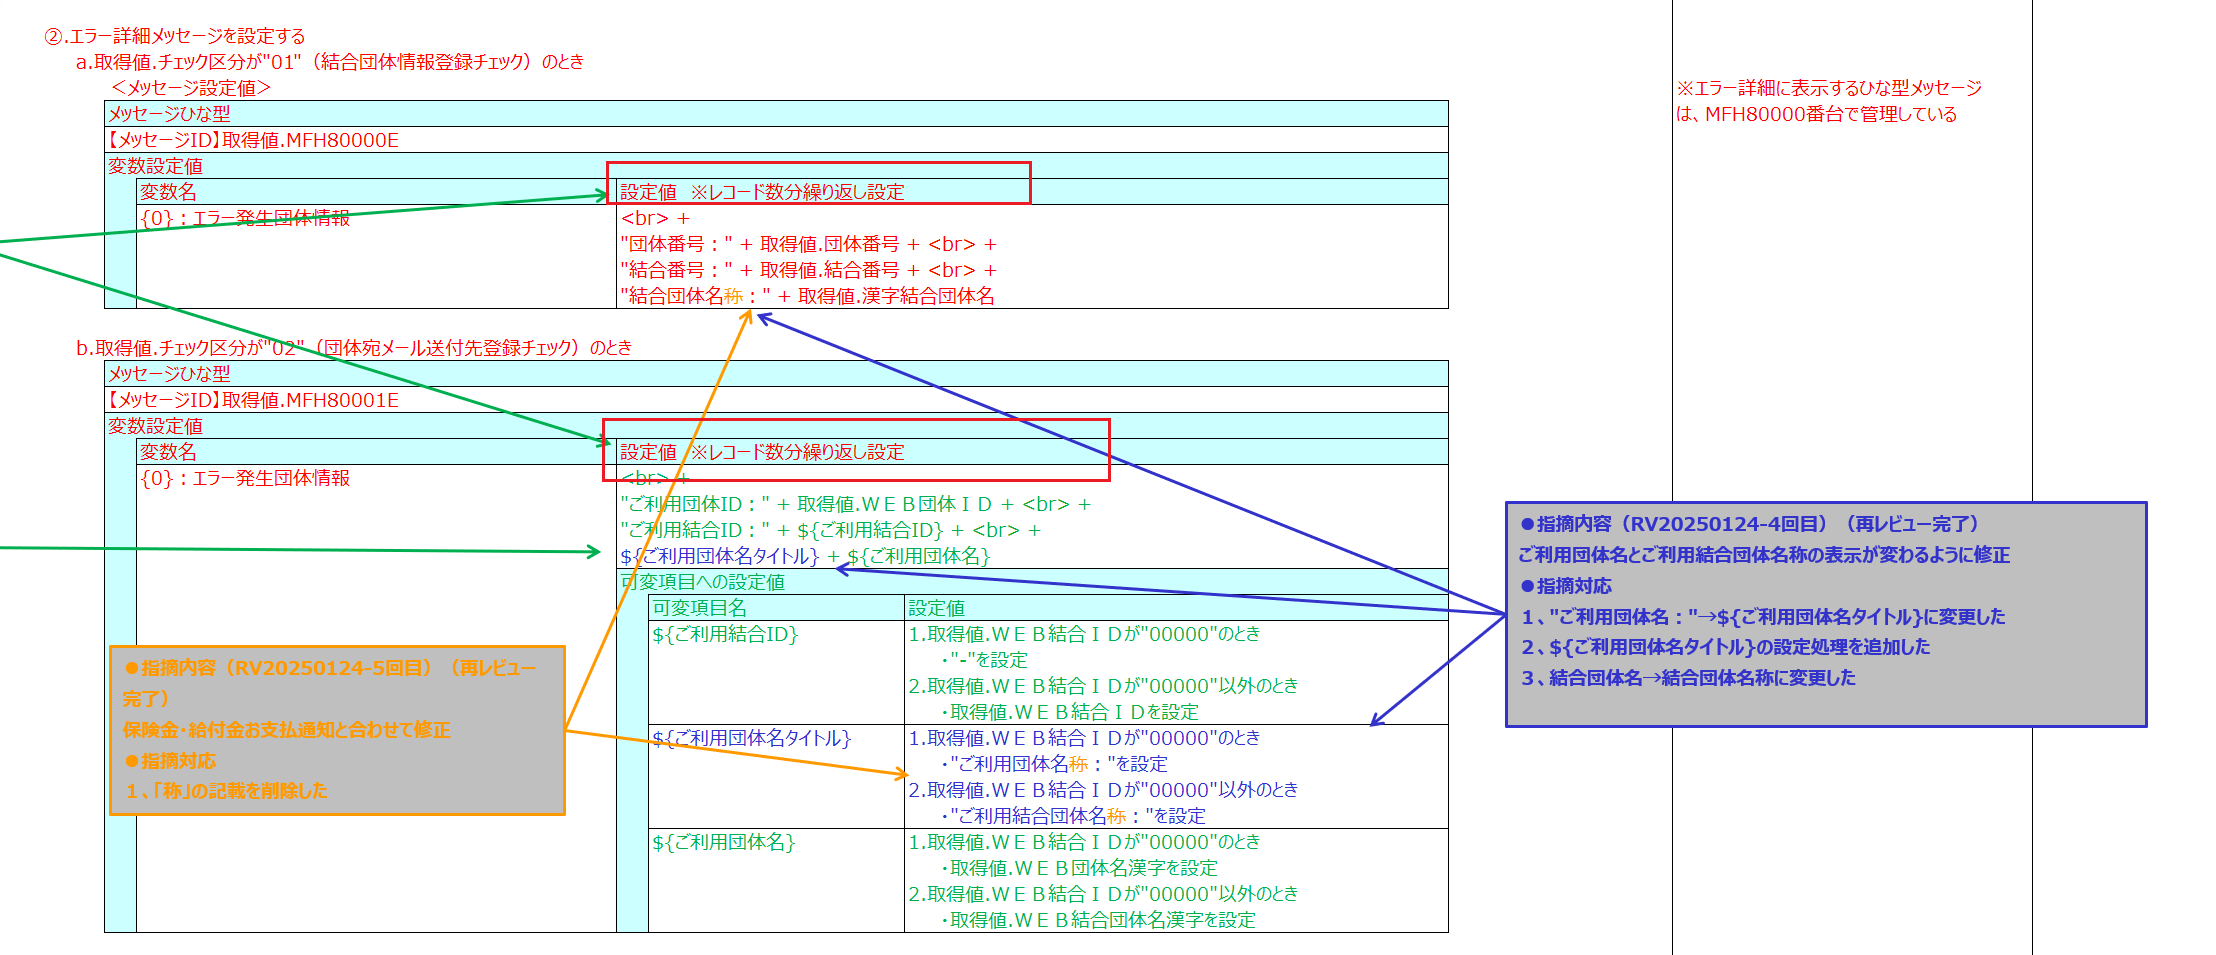 ②.エラー詳細メッセージを設定する
a.取得値.チェック区分が"01"（結合団体情報登録チェック）のとき
＜メッセージ設定値＞
メッセージひな型
【メッセージID】取得値.MFH80000E
変数設定値
変数名
設定値　※レコード数分繰り返し設定
{0}：エラー発生団体情報
<br> +
"団体番号：" + 取得値.団体番号 + <br> +
"結合番号：" + 取得値.結合番号 + <br> +
"結合団体名称：" + 取得値.漢字結合団体名
※エラー詳細に表示するひな型メッセージ
は、MFH80000番台で管理している
b.取得値.チェック区分が"02"（団体宛メール送付先登録チェック）のとき
メッセージひな型
【メッセージID】取得値.MFH80001E
変数設定値
変数名
設定値　※レコード数分繰り返し設定
{0}：エラー発生団体情報
<br> +
"ご利用団体ID：" + 取得値.ＷＥＢ団体ＩＤ + <br> +
"ご利用結合ID：" + ${ご利用結合ID} + <br> +
${ご利用団体名タイトル} + ${ご利用団体名}
可変項目への設定値
可変項目名
設定値
${ご利用結合ID}
1.取得値.ＷＥＢ結合ＩＤが"00000"のとき
・"-"を設定
2.取得値.ＷＥＢ結合ＩＤが"00000"以外のとき
・取得値.ＷＥＢ結合ＩＤを設定
${ご利用団体名タイトル}
1.取得値.ＷＥＢ結合ＩＤが"00000"のとき
・"ご利用団体名称："を設定
2.取得値.ＷＥＢ結合ＩＤが"00000"以外のとき
・"ご利用結合団体名称："を設定
${ご利用団体名}
1.取得値.ＷＥＢ結合ＩＤが"00000"のとき
・取得値.ＷＥＢ団体名漢字を設定
2.取得値.ＷＥＢ結合ＩＤが"00000"以外のとき
・取得値.ＷＥＢ結合団体名漢字を設定
●指摘内容（RV20250124-5回目）（再レビュー
完了）
保険金・給付金お支払通知と合わせて修正
●指摘対応
１、「称」の記載を削除した
●指摘内容（RV20250124-4回目）（再レビュー完了）
ご利用団体名とご利用結合団体名称の表示が変わるように修正
●指摘対応
１、"ご利用団体名："→${ご利用団体名タイトル}に変更した
２、${ご利用団体名タイトル}の設定処理を追加した
３、結合団体名→結合団体名称に変更した